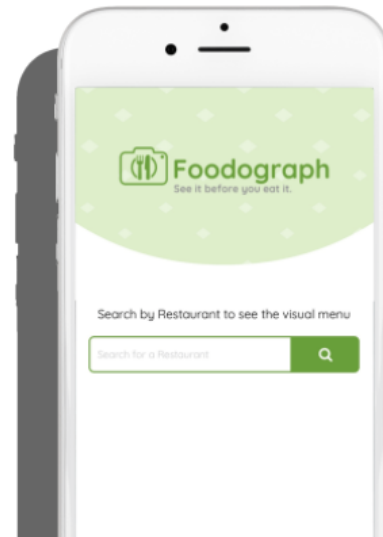 Foodograph
See it before you eat it.
Search by Restaurant to see the visual menu
Search for a Restaurant